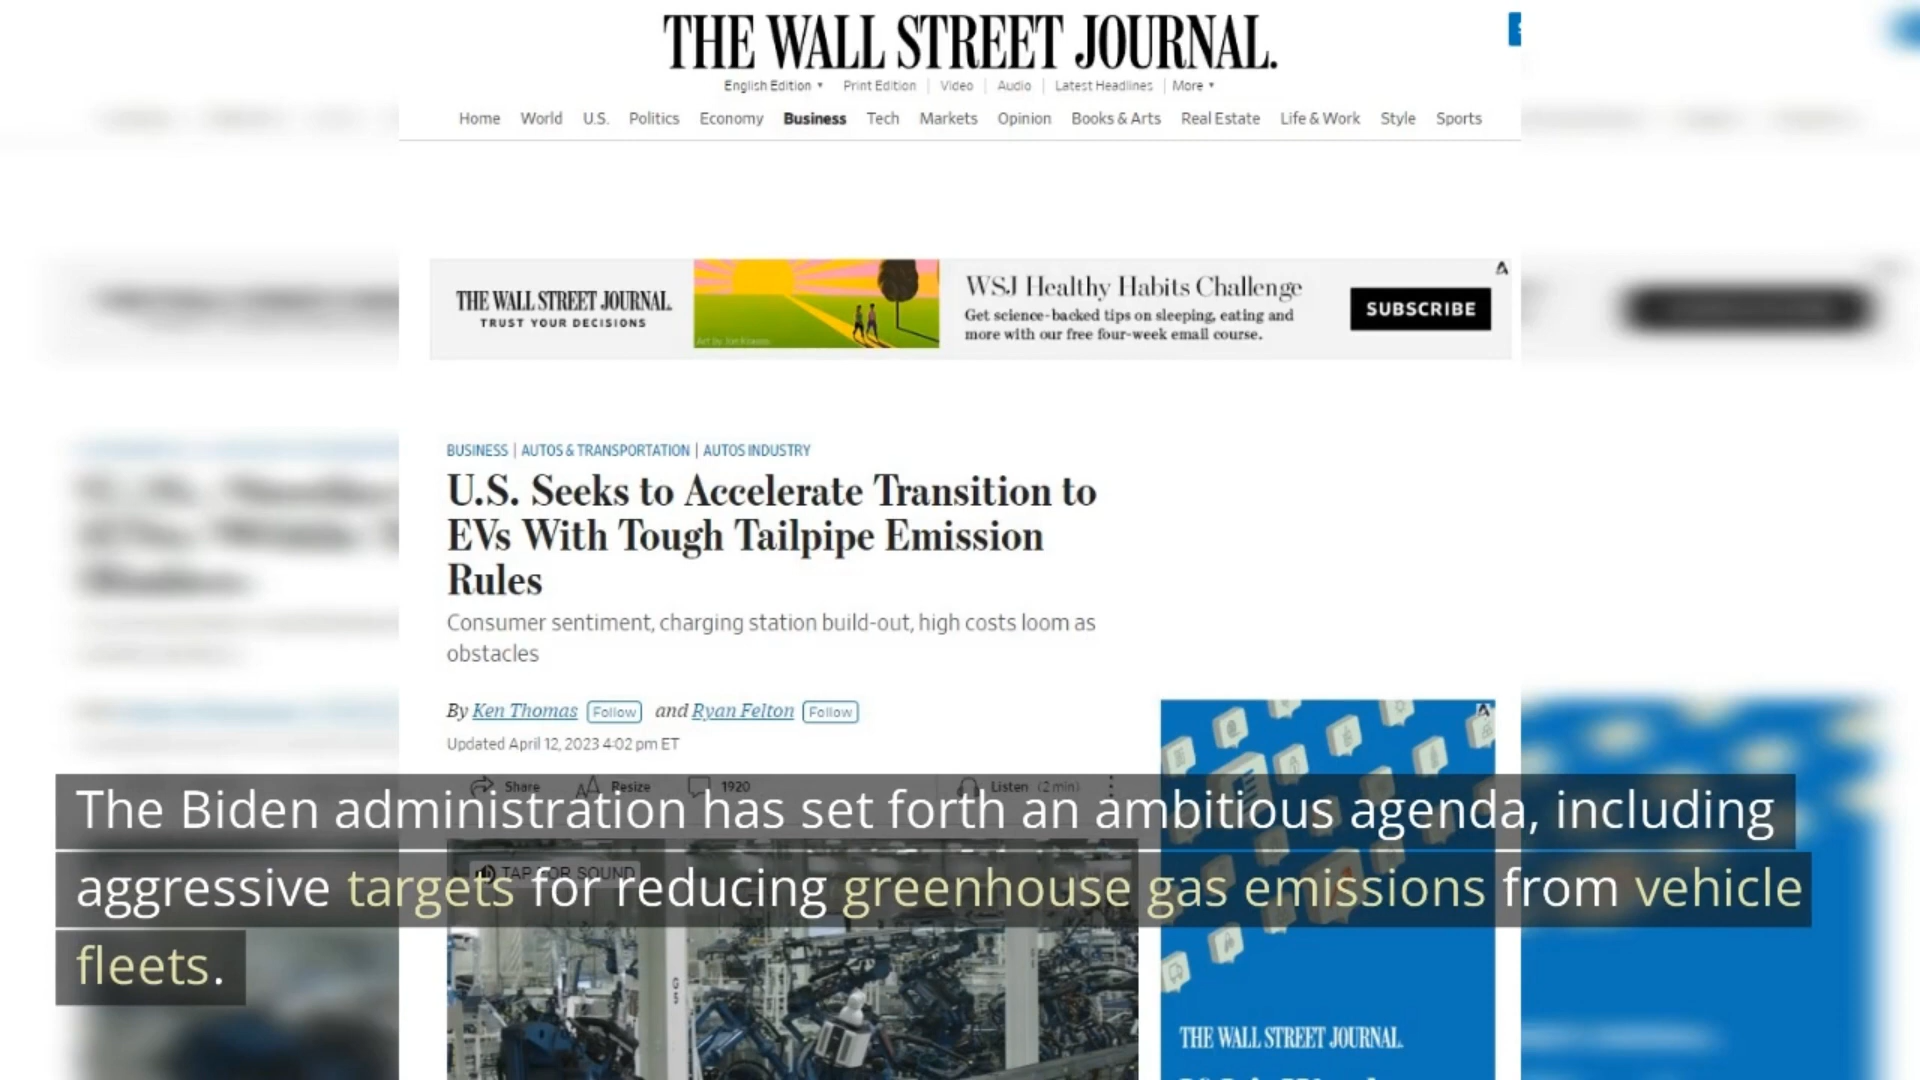 THE WALL STREET JOURNAL.
English Edition Print Edition Video Audio Latest Headlines More
Home World U.S. Politics Economy Business Tech Markets Opinion Books & Arts Real Estate Life & Work Style Sports
THE WALL STREET JOURNAL.
TRUST YOUR DECISIONS
WSJ Healthy Habits Challenge
Get science-backed tips on sleeping, eating and
more with our free four-week email course.
SUBSCRIBE
BUSINESS | AUTOS & TRANSPORTATION | AUTOS INDUSTRY
U.S. Seeks to Accelerate Transition to
EVs With Tough Tailpipe Emission
Rules
Consumer sentiment, charging station build-out, high costs loom as
obstacles
By Ken Thomas Follow and Ryan Felton Follow
Updated April 12, 2023 4:02 pm ET
Share Resize 1920 Listen (2 min)
The Biden administration has set forth an ambitious agenda, including
TAP FOR SOUND
aggressive targets for reducing greenhouse gas emissions from vehicle
fleets.
THE WALL STREET JOURNAL.